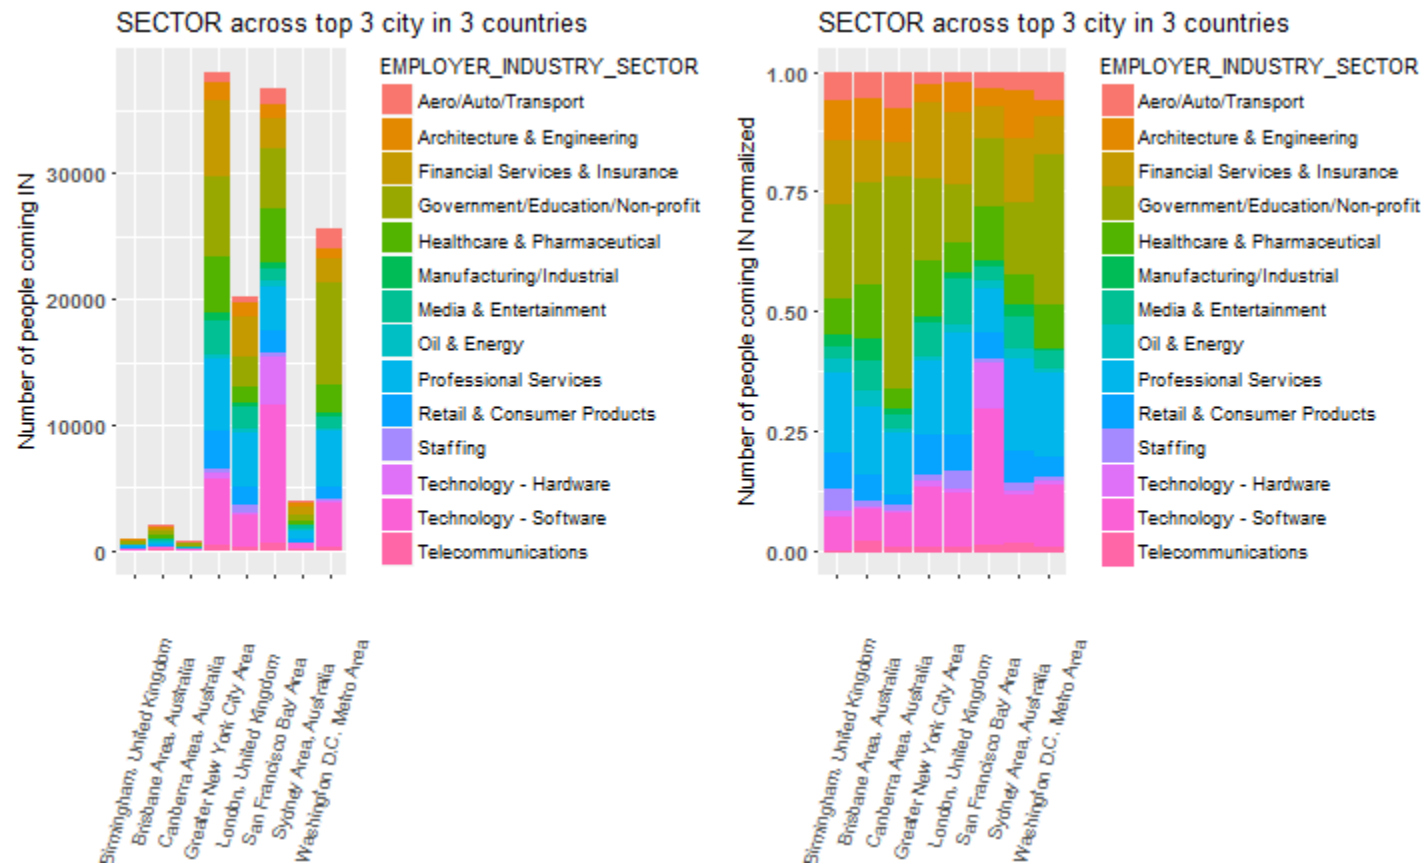 SECTOR across top 3 city in 3 countries
Number of people coming IN
30000
20000
10000
0
EMPLOYER_INDUSTRY_SECTOR
Aero/Auto/Transport
Architecture & Engineering
Financial Services & Insurance
Government/Education/Non-profit
Healthcare & Pharmaceutical
Manufacturing/Industrial
Media & Entertainment
Oil & Energy
Professional Services
Retail & Consumer Products
Staffing
Technology - Hardware
Technology - Software
Telecommunications
Birmingham, United Kingdom
Brisbane Area, Australia
Canberra Area, Australia
Greater New York City Area
London, United Kingdom
San Francisco Bay Area
Sydney Area, Australia
Washington D.C. Metro Area
SECTOR across top 3 city in 3 countries
Number of people coming IN normalized
1.00
0.75
0.50
0.25
0.00
EMPLOYER_INDUSTRY_SECTOR
Aero/Auto/Transport
Architecture & Engineering
Financial Services & Insurance
Government/Education/Non-profit
Healthcare & Pharmaceutical
Manufacturing/Industrial
Media & Entertainment
Oil & Energy
Professional Services
Retail & Consumer Products
Staffing
Technology - Hardware
Technology - Software
Telecommunications
Birmingham, United Kingdom
Brisbane Area, Australia
Canberra Area, Australia
Greater New York City Area
London, United Kingdom
San Francisco Bay Area
Sydney Area, Australia
Washington D.C. Metro Area